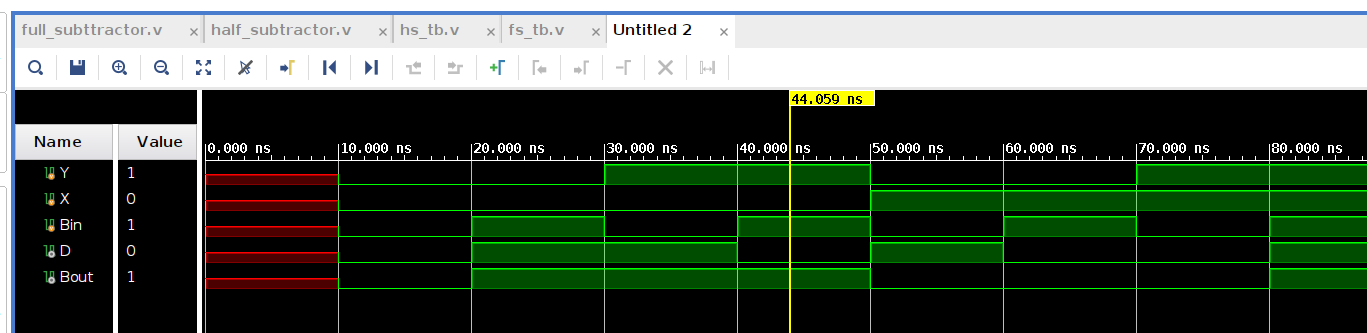 full_subttractor.v × half_subtractor.v × hs_tb.v × fs_tb.v × Untitled 2 ×
44.059 ns
Name Value
0.000 ns 10.000 ns 20.000 ns 30.000 ns 40.000 ns 50.000 ns 60.000 ns 70.000 ns 80.000 ns
Y 1
X 0
Bin 1
D 0
Bout 1